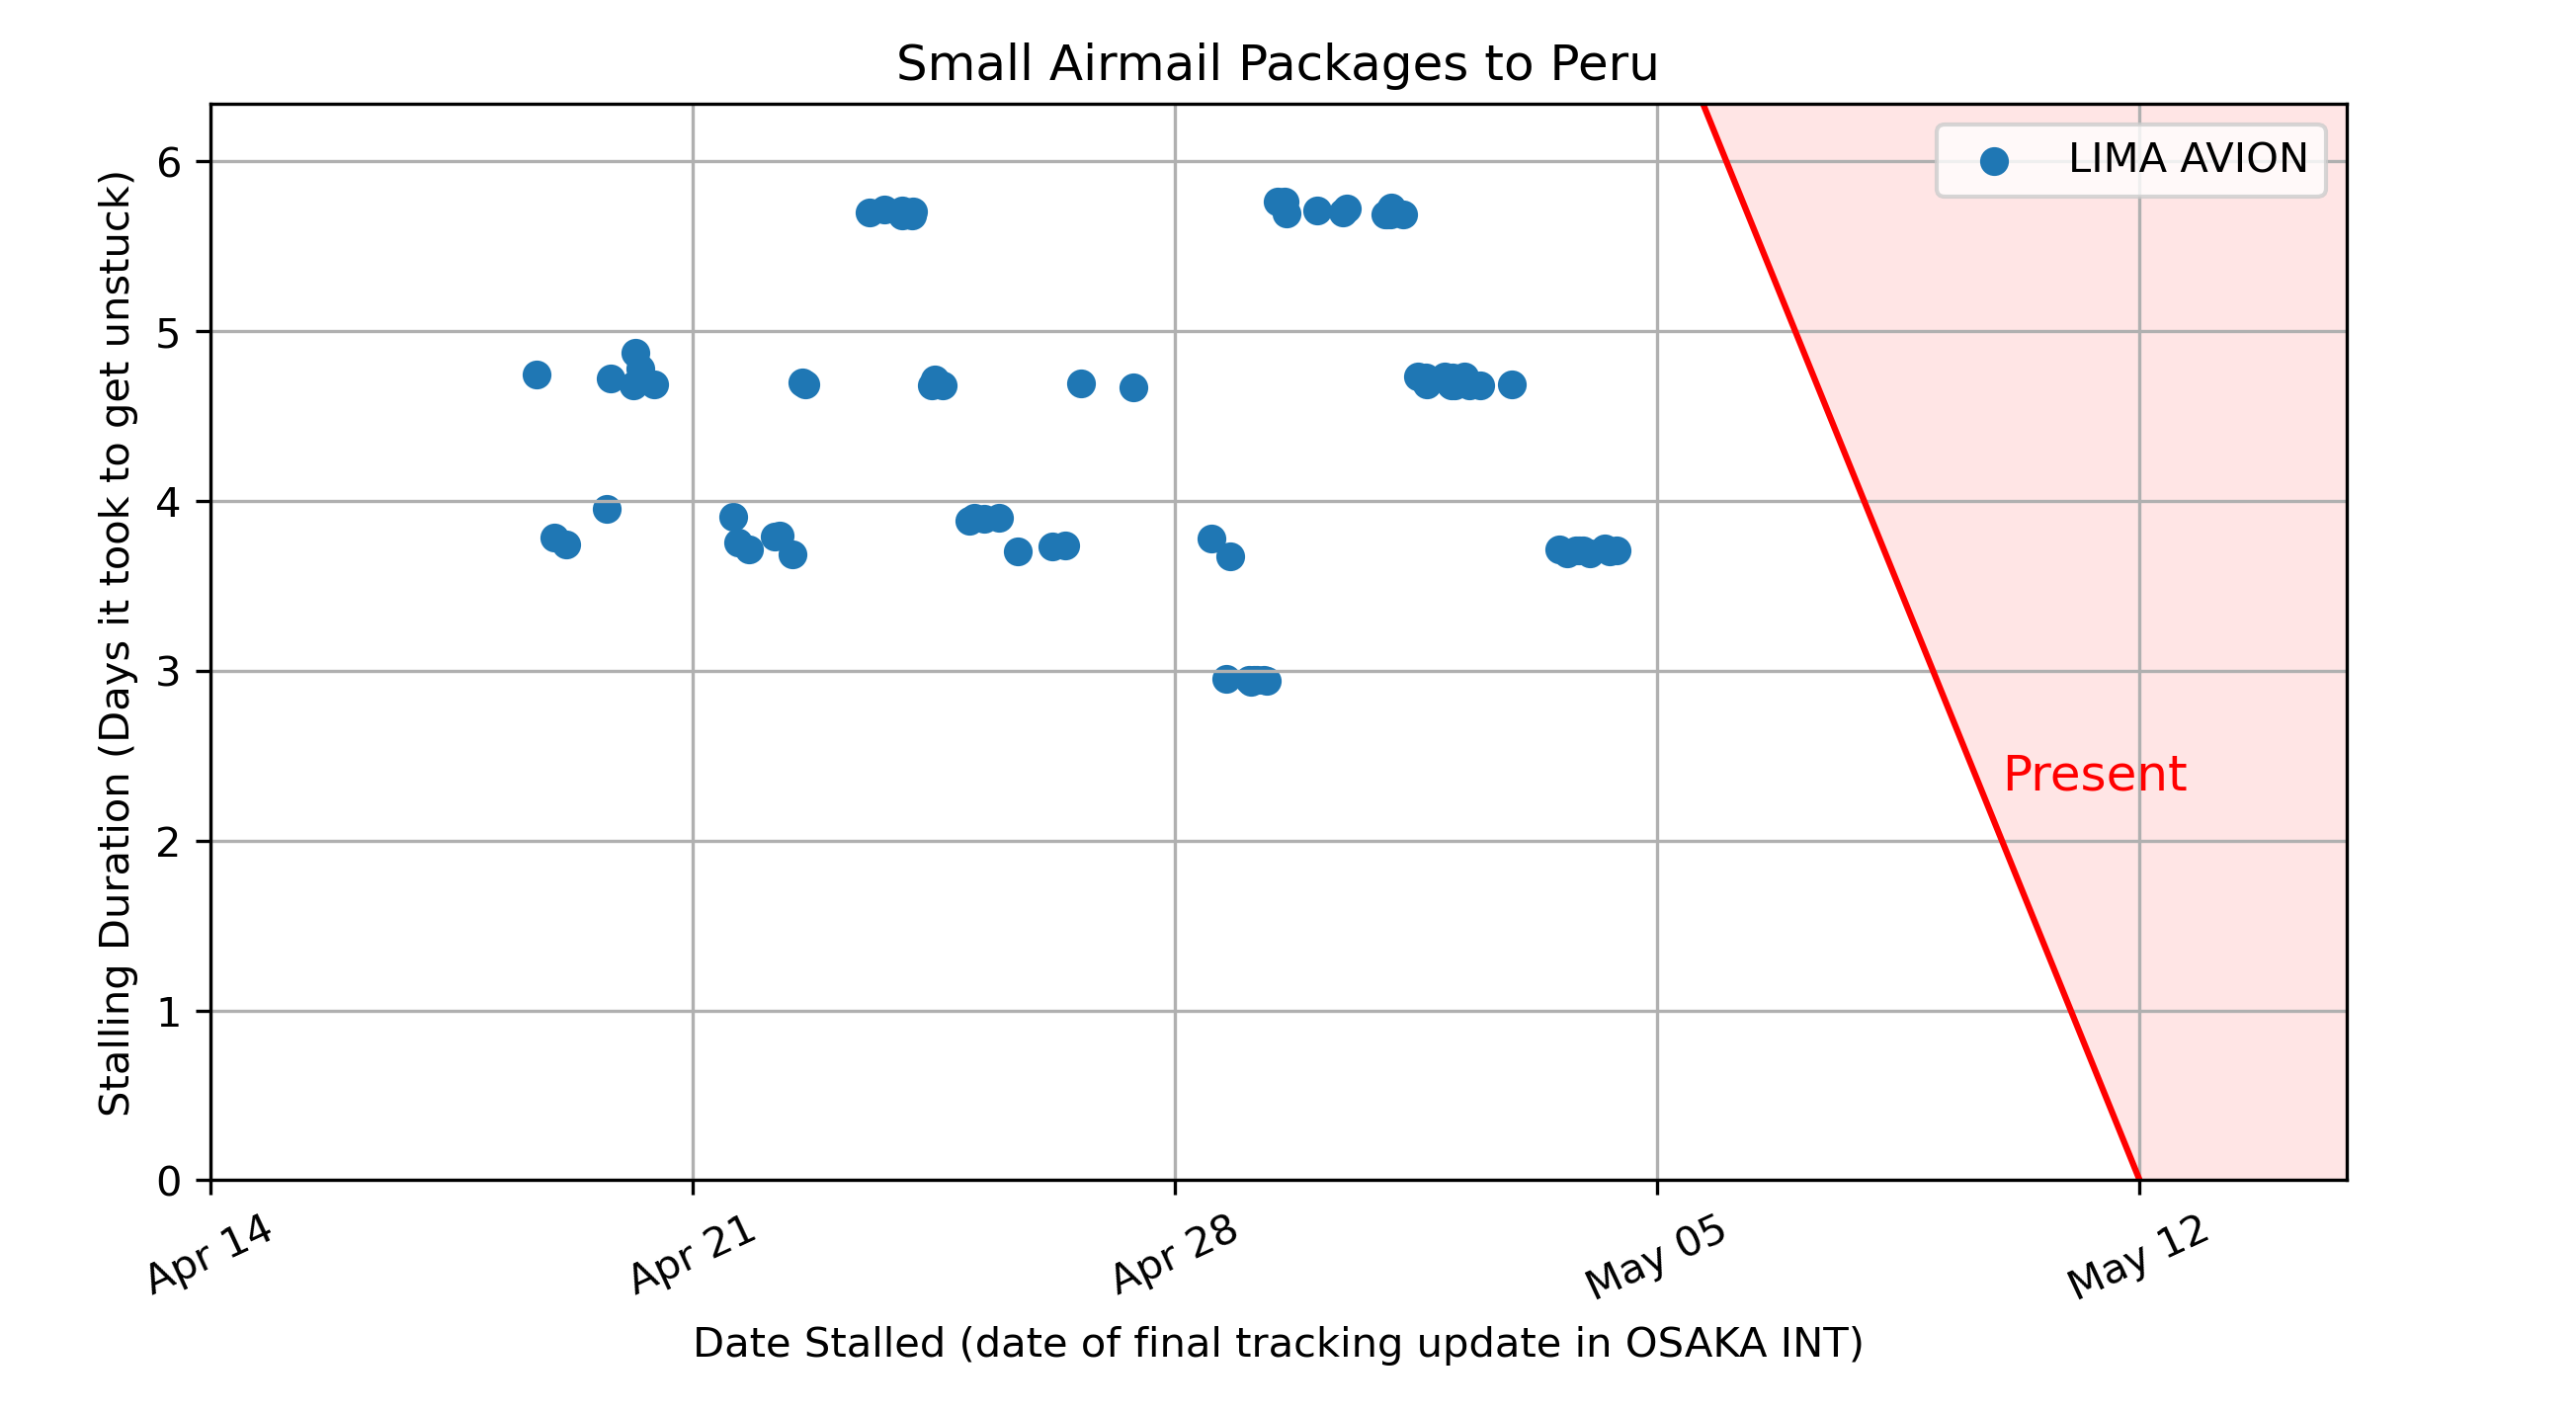 Small Airmail Packages to Peru
LIMA AVION
Stalling Duration (Days it took to get unstuck)
6
5
4
3
2
1
0
Present
Apr 14
Apr 21
Apr 28
May 05
May 12
Date Stalled (date of final tracking update in OSAKA INT)